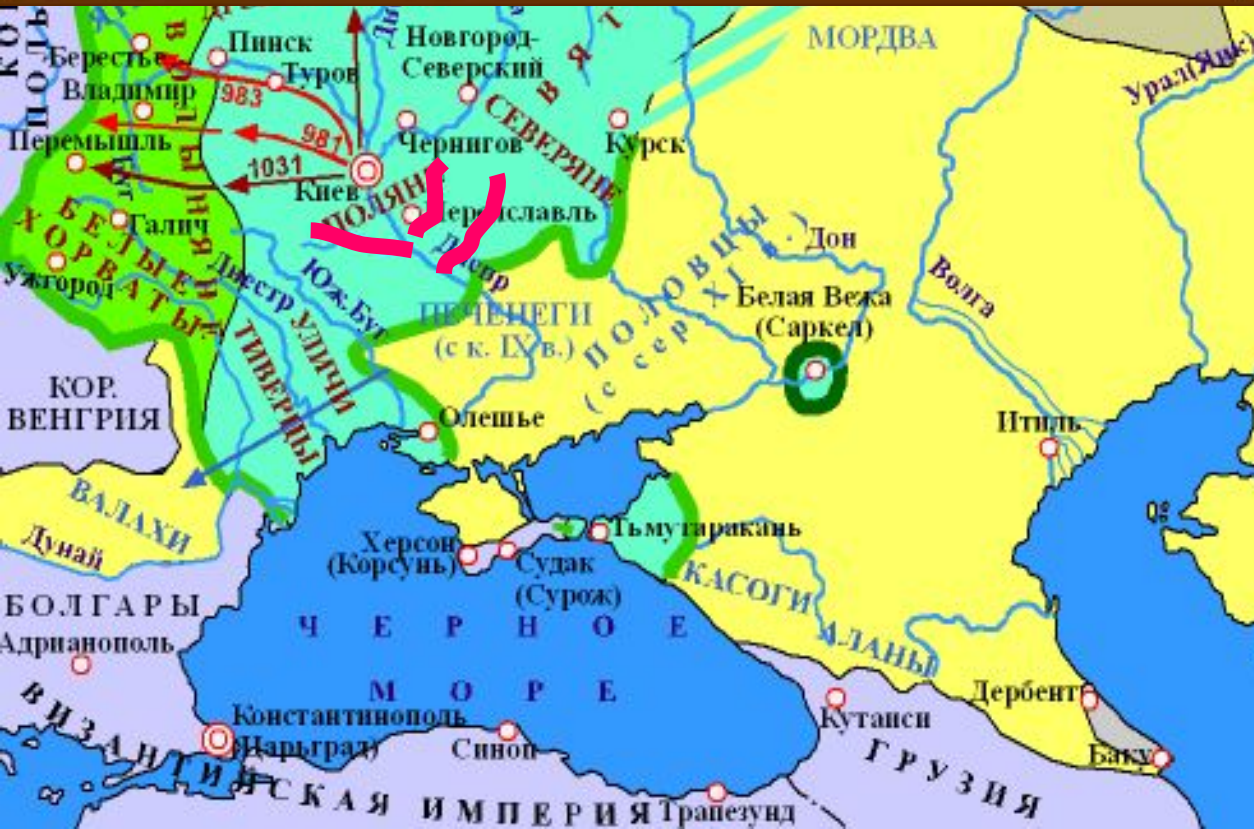 МОРДВА
Урал(Яик)
Пинск
Новгород-
Северский
Берестье
Туров
Владимир
983
981
Перемышль
Чернигов
СЕВЕРЯНЕ
Курск
1031
Киев
ПОЛЯНЕ
Переяславль
Галич
БЕЛЫЕ
ХОРВАТЫ
ВОЛЫНЯНЕ
Ужгород
Днестр
Юж.Буг
Днепр
Дон
Волга
ПОЛОВЦЫ
(с сер. XI в.)
Белая Вежа
(Саркел)
ПЕЧЕНЕГИ
(с к. IX в.)
УЛИЧИ
ТИВЕРЦЫ
КОР.
ВЕНГРИЯ
Олешье
Итиль
ВАЛАХИ
Дунай
Херсон
(Корсунь)
Судак
(Сурож)
Тьмутаракань
КАСОГИ
АЛАНЫ
БОЛГАРЫ
Адрианополь
ЧЕРНОЕ
МОРЕ
Дербент
Константинополь
(Царьград)
Синоп
Кутаиси
Баку
ГРУЗИЯ
ВИЗАНТИЙСКАЯ ИМПЕРИЯ
Трапезунд